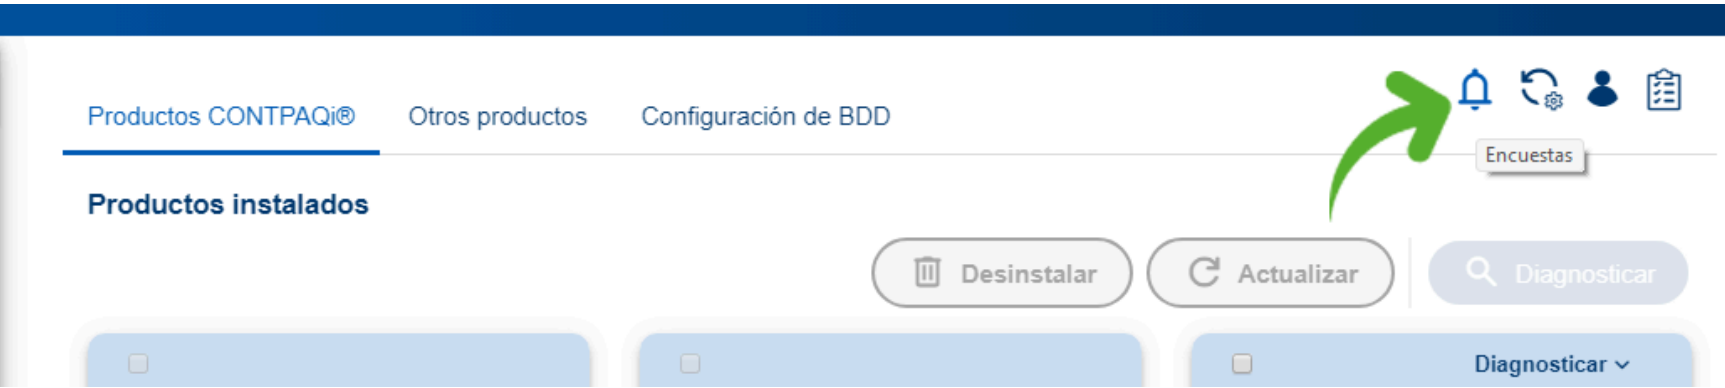 Productos CONTPAQi® Otros productos Configuración de BDD
Encuestas
Productos instalados
Desinstalar Actualizar Diagnosticar
Diagnosticar